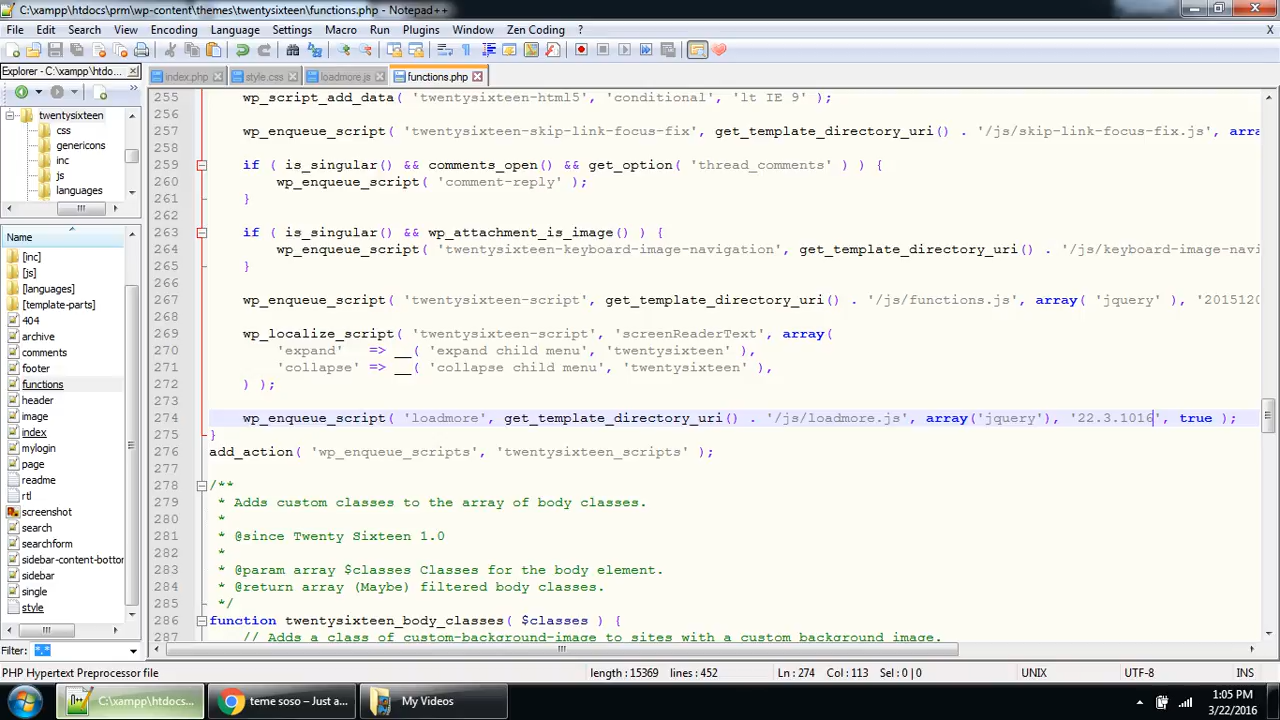 C:\xampp\htdocs\prm\wp-content\themes\twentysixteen\functions.php - Notepad++
File Edit Search View Encoding Language Settings Macro Run Plugins Window Zen Coding ? X
Explorer - C:\xampp\htdo...
index.php style.css loadmore.js functions.php
twentysixteen
css
genericons
inc
js
languages
Name
[inc]
[js]
[languages]
[template-parts]
404
archive
comments
footer
functions
header
image
index
mylogin
page
readme
rtl
screenshot
search
searchform
sidebar-content-bottor
sidebar
single
style
Filter: *.*
255 wp_script_add_data( 'twentysixteen-html5', 'conditional', 'lt IE 9' );
256
257 wp_enqueue_script( 'twentysixteen-skip-link-focus-fix', get_template_directory_uri() . '/js/skip-link-focus-fix.js', arra
258
259 if ( is_singular() && comments_open() && get_option( 'thread_comments' ) ) {
260 wp_enqueue_script( 'comment-reply' );
261 }
262
263 if ( is_singular() && wp_attachment_is_image() ) {
264 wp_enqueue_script( 'twentysixteen-keyboard-image-navigation', get_template_directory_uri() . '/js/keyboard-image-navi
265 }
266
267 wp_enqueue_script( 'twentysixteen-script', get_template_directory_uri() . '/js/functions.js', array( 'jquery' ), '2015120
268
269 wp_localize_script( 'twentysixteen-script', 'screenReaderText', array(
270 'expand' => __( 'expand child menu', 'twentysixteen' ),
271 'collapse' => __( 'collapse child menu', 'twentysixteen' ),
272 ) );
273
274 wp_enqueue_script( 'loadmore', get_template_directory_uri() . '/js/loadmore.js', array('jquery'), '22.3.1016', true );
275 }
276 add_action( 'wp_enqueue_scripts', 'twentysixteen_scripts' );
277
278 /**
279 * Adds custom classes to the array of body classes.
280 *
281 * @since Twenty Sixteen 1.0
282 *
283 * @param array $classes Classes for the body element.
284 * @return array (Maybe) filtered body classes.
285 */
286 function twentysixteen_body_classes( $classes ) {
287 // Adds a class of custom-background-image to sites with a custom background image.
PHP Hypertext Preprocessor file length : 15369 lines : 452 Ln : 274 Col : 113 Sel : 0 | 0 UNIX UTF-8 INS
C:\xampp\htdocs... teme soso – Just a... My Videos
1:05 PM
3/22/2016